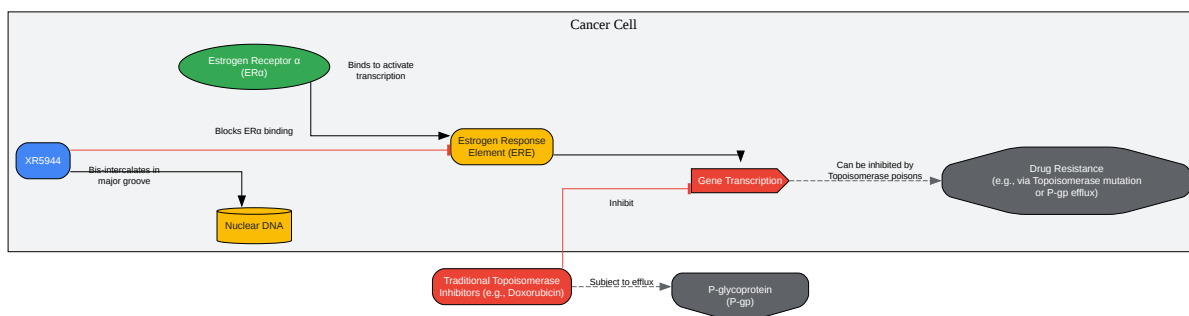 Cancer Cell
Estrogen Receptor α
(ERα)
Binds to activate
transcription
Blocks ERα binding
Estrogen Response
Element (ERE)
XR5944
Bis-intercalates in
major groove
Nuclear DNA
Gene Transcription
Can be inhibited by
Topoisomerase poisons
Drug Resistance
(e.g., via Topoisomerase mutation
or P-gp efflux)
Inhibit
Traditional Topoisomerase
Inhibitors (e.g., Doxorubicin)
Subject to efflux
P-glycoprotein
(P-gp)